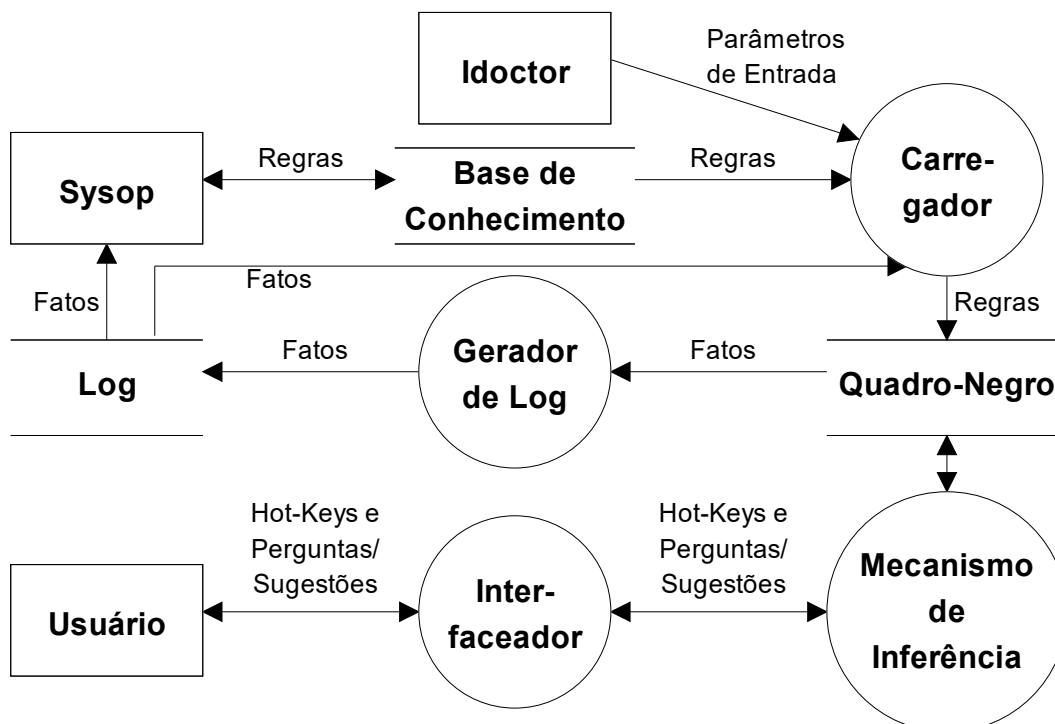 Parâmetros
de Entrada
Idoctor
Carre-
gador
Sysop
Regras
Base de
Conhecimento
Regras
Fatos
Fatos
Regras
Log
Fatos
Gerador
de Log
Fatos
Quadro-Negro
Usuário
Hot-Keys e
Perguntas/
Sugestões
Inter-
faceador
Hot-Keys e
Perguntas/
Sugestões
Mecanismo
de
Inferência